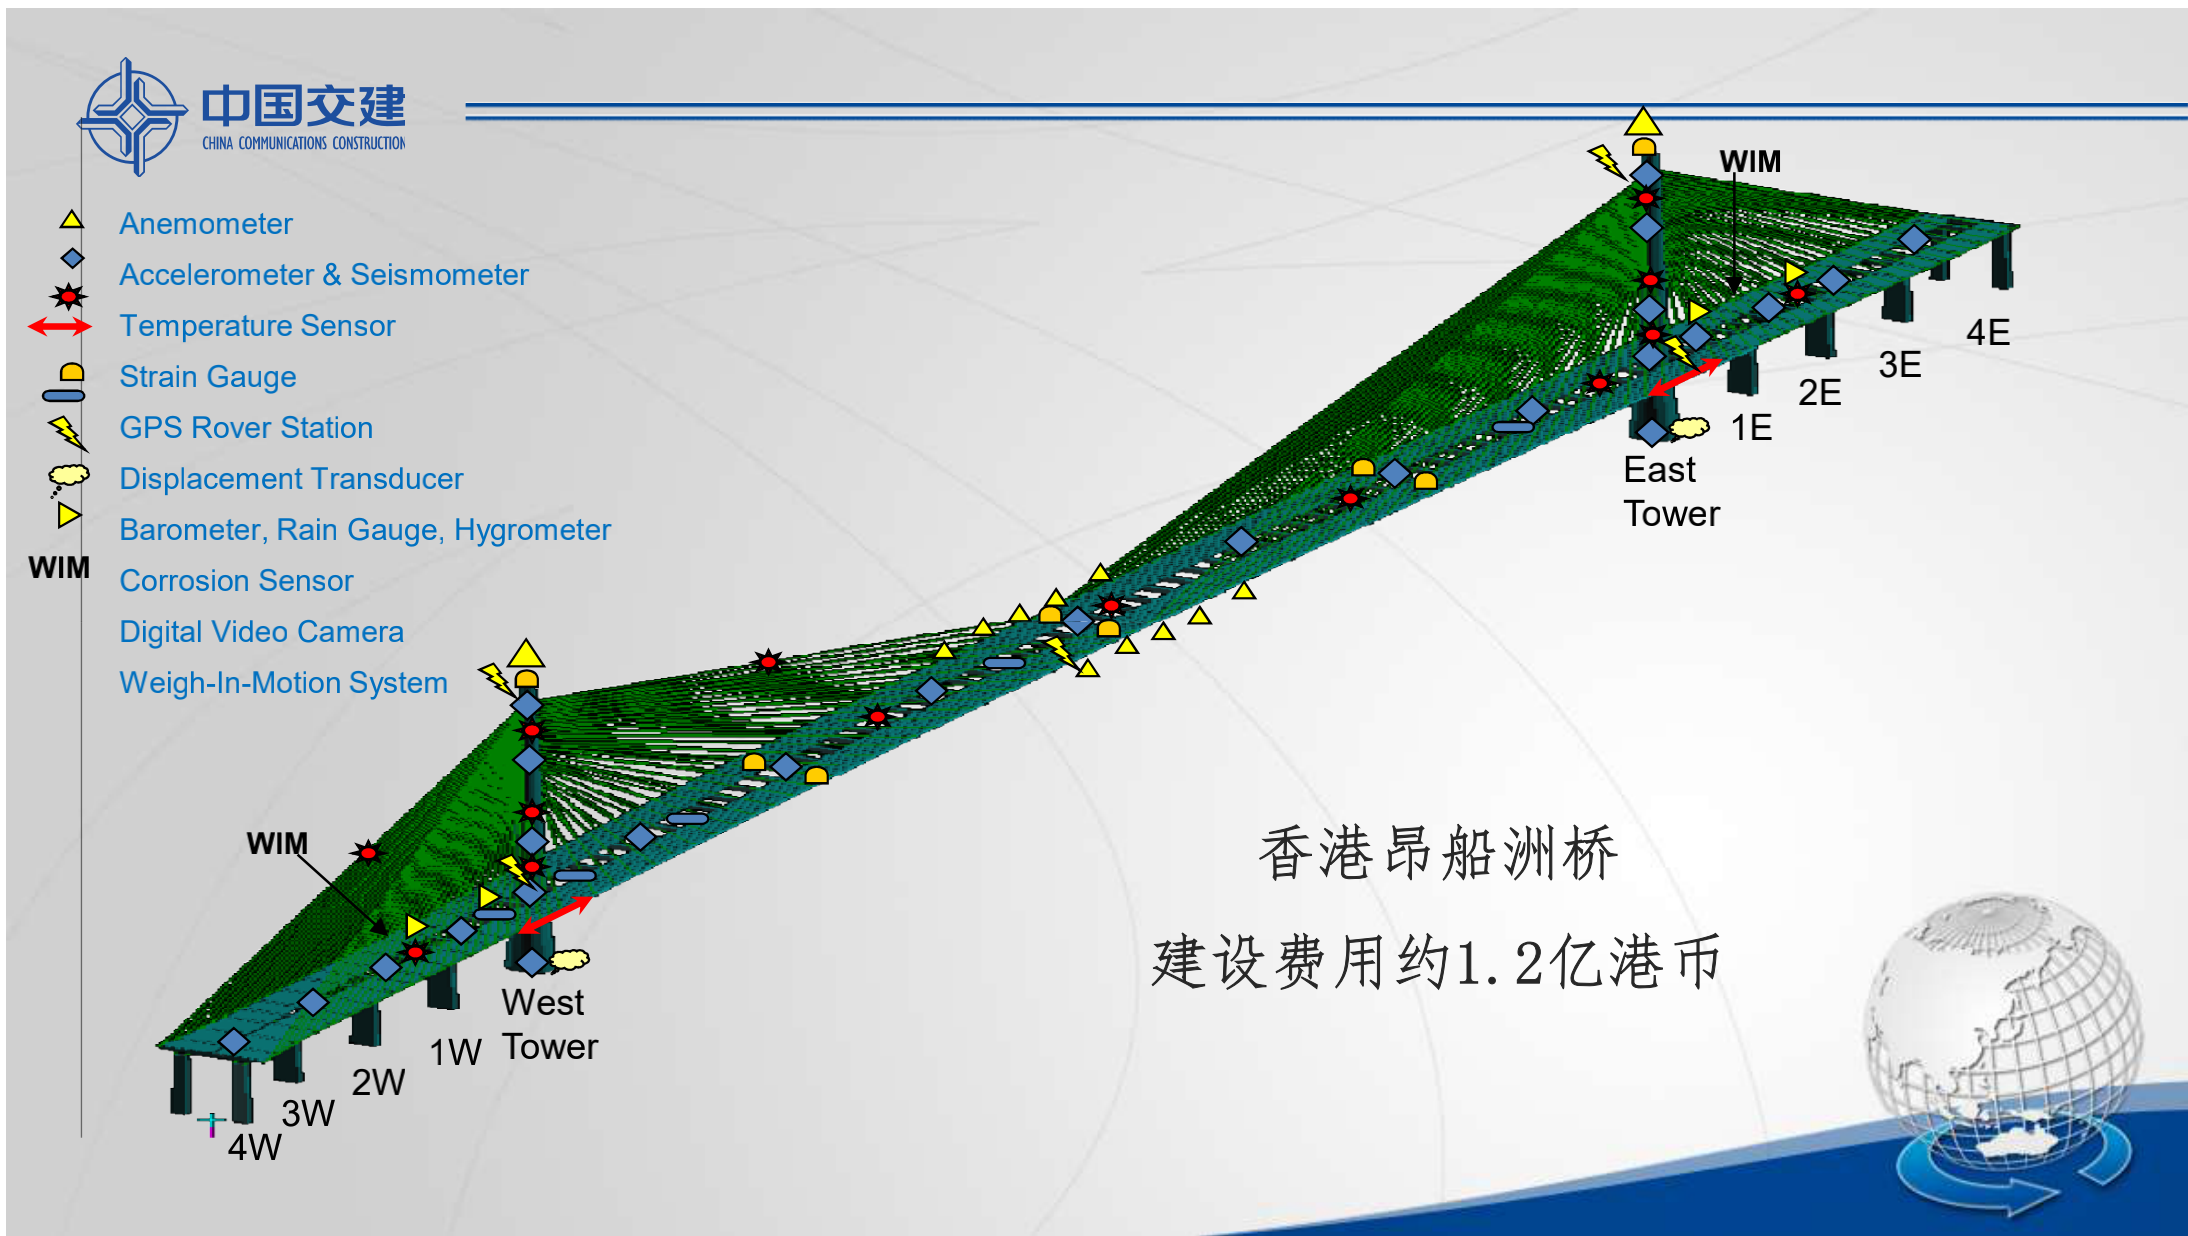 中国交建
CHINA COMMUNICATIONS CONSTRUCTION
Anemometer
Accelerometer & Seismometer
Temperature Sensor
Strain Gauge
GPS Rover Station
Displacement Transducer
Barometer, Rain Gauge, Hygrometer
WIM
Corrosion Sensor
Digital Video Camera
Weigh-In-Motion System
WIM
4E
3E
2E
1E
East
Tower
WIM
West
Tower
1W
2W
3W
4W
香港昂船洲桥
建设费用约1.2亿港币